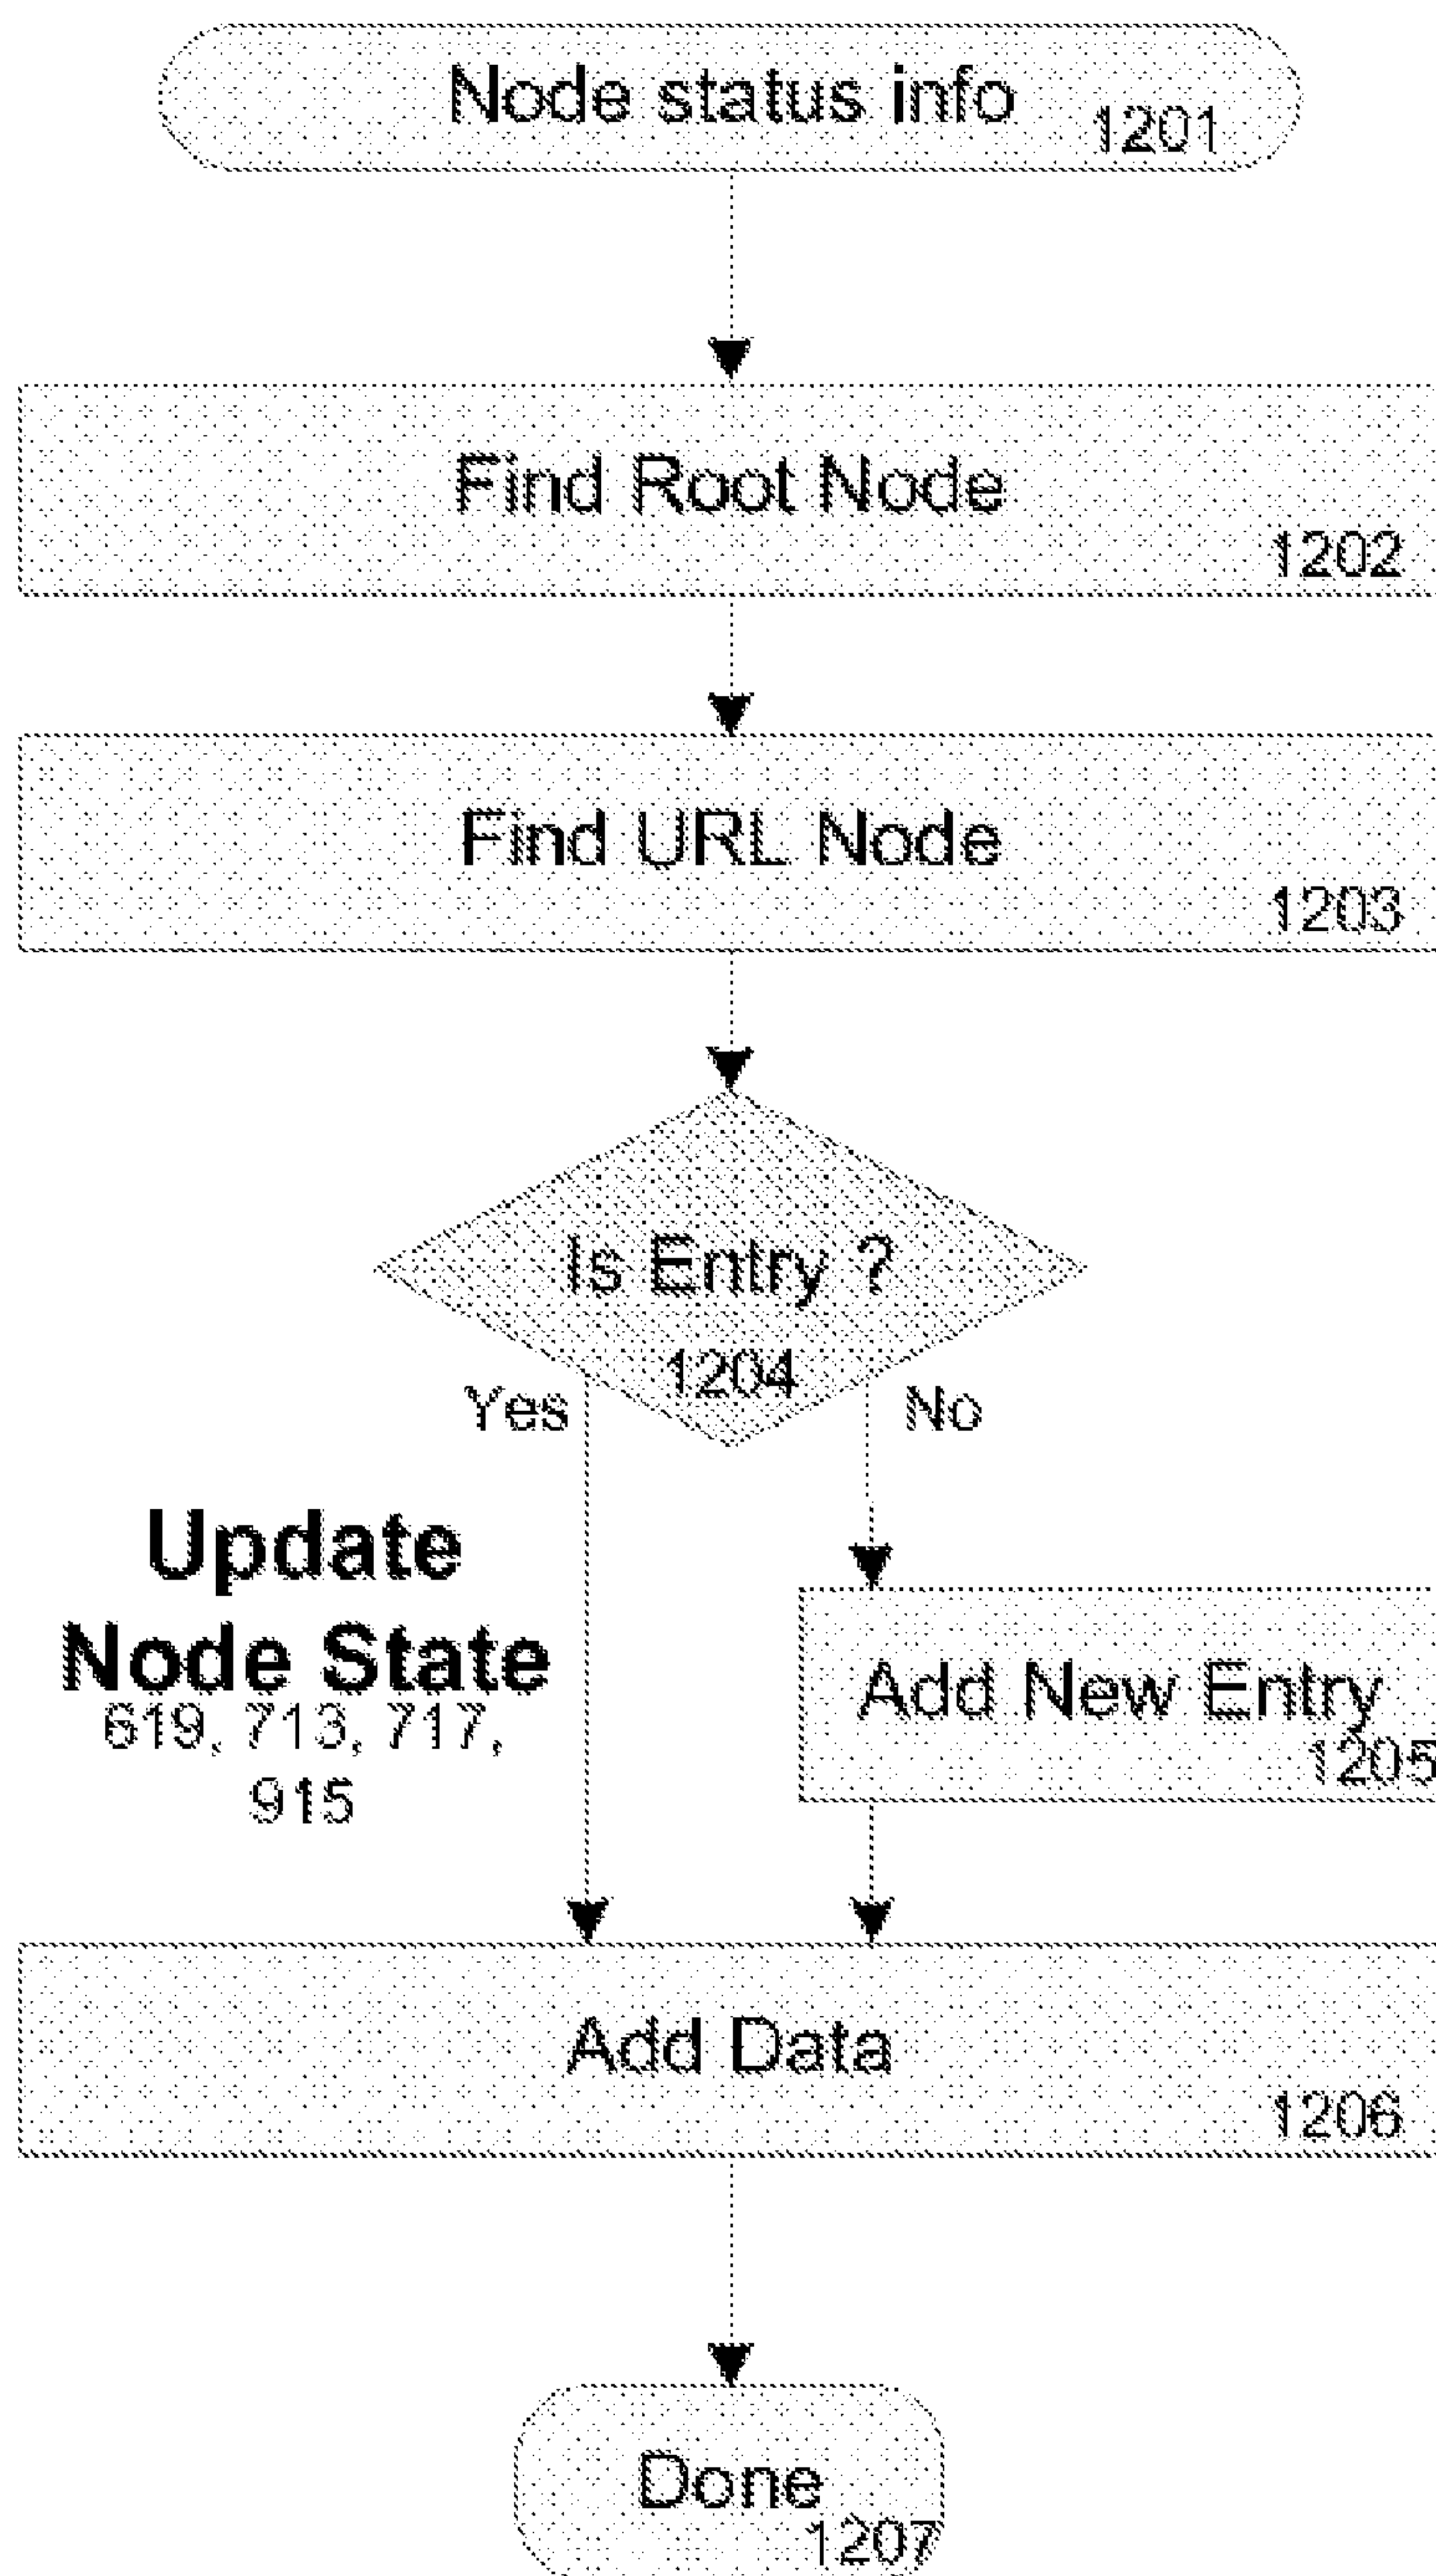 Node status info
1201
Find Root Node
1202
Find URL Node
1203
Is Entry ?
1204
Yes
No
Update
Node State
619, 713, 717,
915
Add New Entry
1205
Add Data
1206
Done
1207